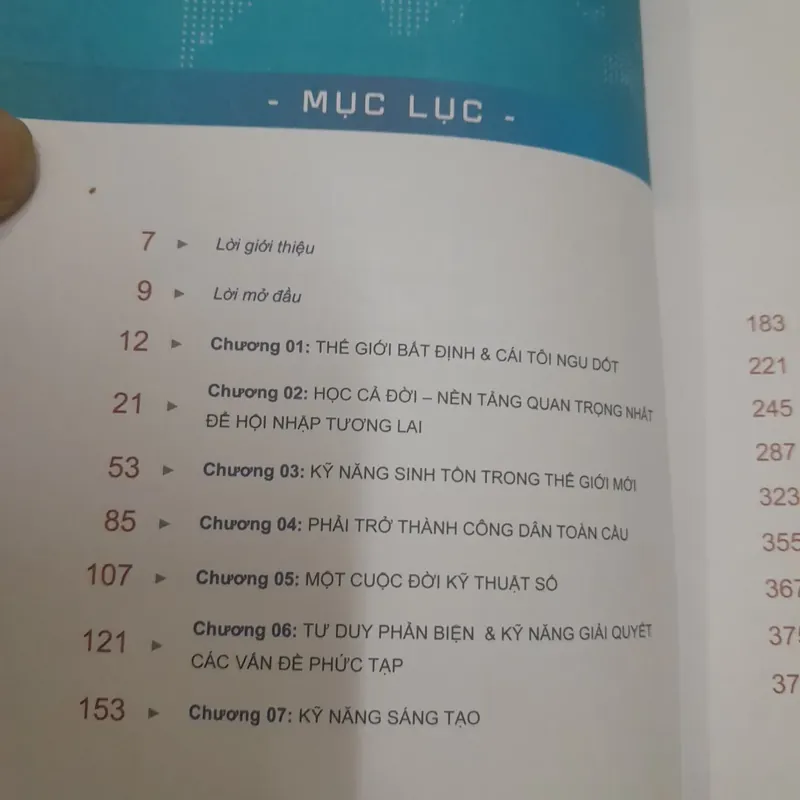 - MỤC LỤC -
7 ► Lời giới thiệu
9 ► Lời mở đầu
12 ► Chương 01: THẾ GIỚI BẤT ĐỊNH & CÁI TÔI NGU DỐT
21 ► Chương 02: HỌC CẢ ĐỜI – NỀN TẢNG QUAN TRỌNG NHẤT
ĐỂ HỘI NHẬP TƯƠNG LAI
53 ► Chương 03: KỸ NĂNG SINH TỒN TRONG THẾ GIỚI MỚI
85 ► Chương 04: PHẢI TRỞ THÀNH CÔNG DÂN TOÀN CẦU
107 ► Chương 05: MỘT CUỘC ĐỜI KỸ THUẬT SỐ
121 ► Chương 06: TƯ DUY PHẢN BIỆN & KỸ NĂNG GIẢI QUYẾT
CÁC VẤN ĐỀ PHỨC TẠP
153 ► Chương 07: KỸ NĂNG SÁNG TẠO
183
221
245
287
323
355
367